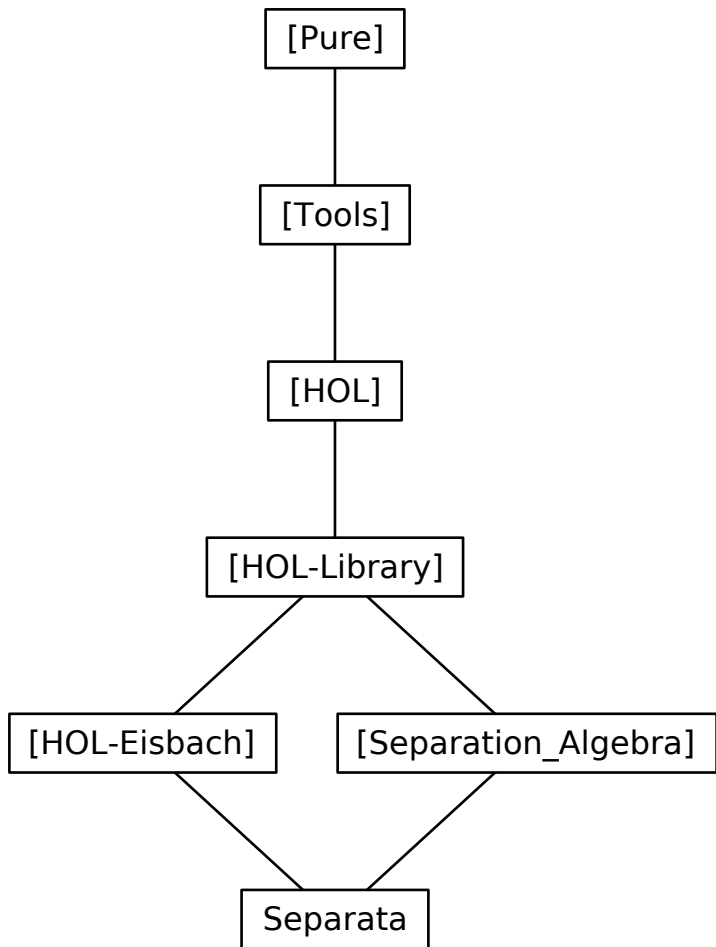 [Pure]
[Tools]
[HOL]
[HOL-Library]
[HOL-Eisbach]
[Separation_Algebra]
Separata